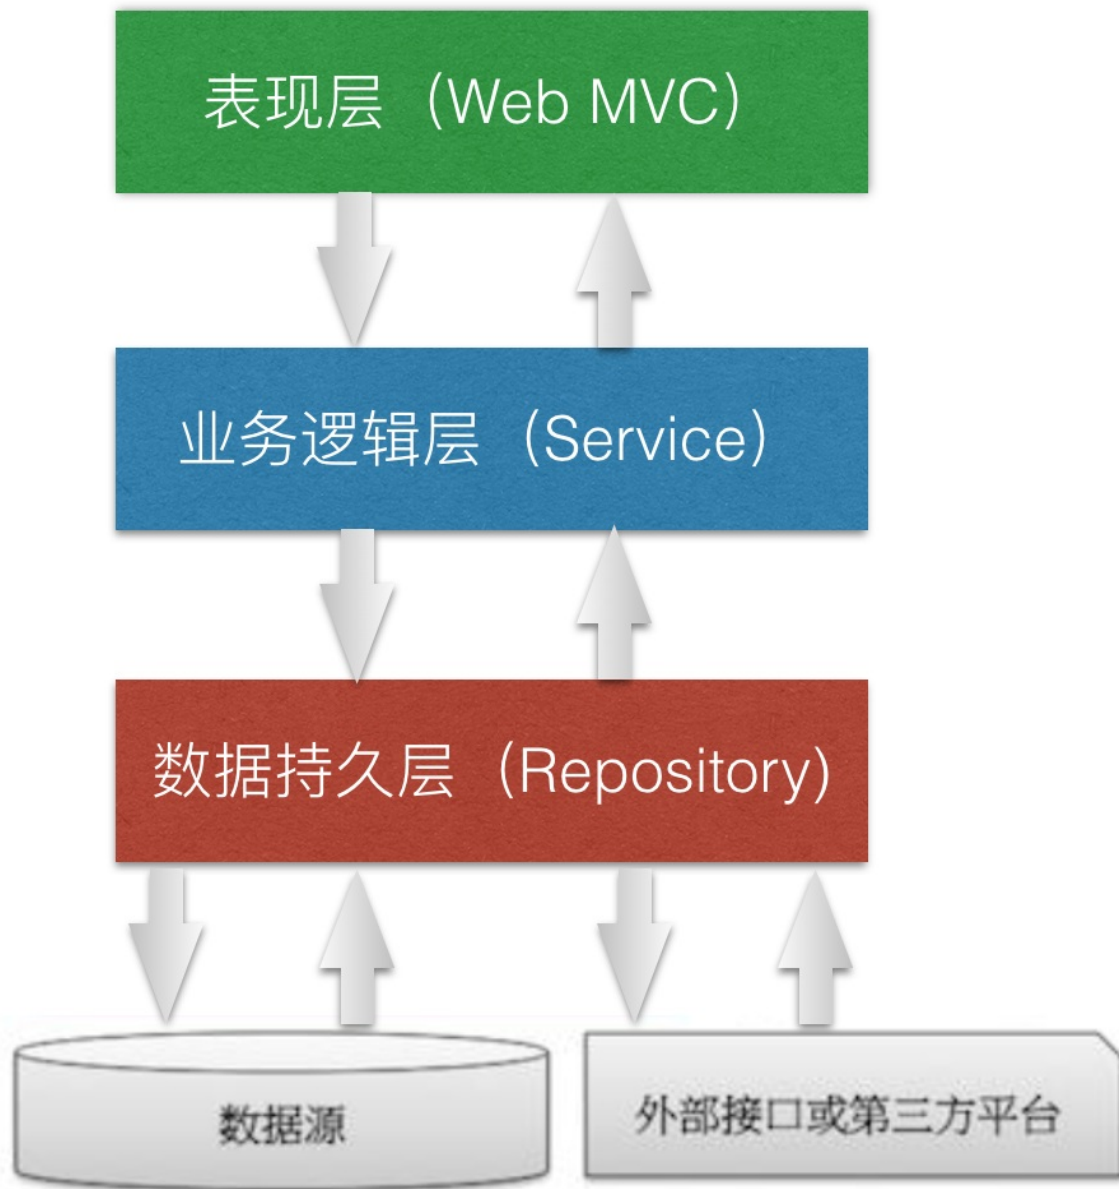 表现层（Web MVC）
业务逻辑层（Service）
数据持久层（Repository)
数据源
外部接口或第三方平台